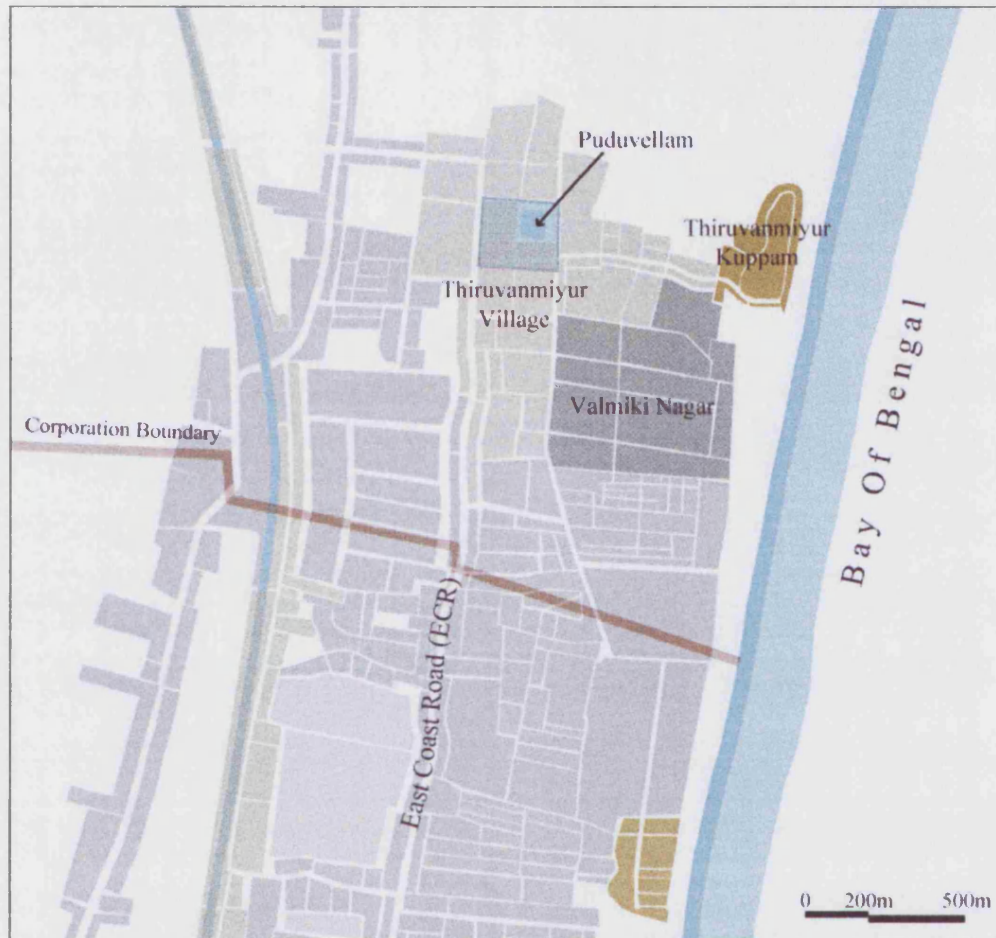 Puduvellam
Thiruvanmiyur
Kuppam
Thiruvanmiyur
Village
Valmiki Nagar
Corporation Boundary
Bay Of Bengal
East Coast Road (ECR)
0 200m 500m